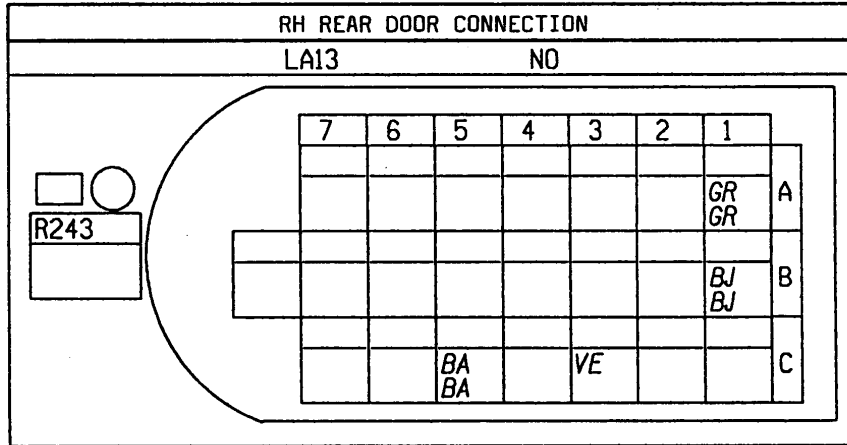 RH REAR DOOR CONNECTION
LA13 NO
7 6 5 4 3 2 1
GR A
GR
R243
BJ B
BJ
BA VE C
BA